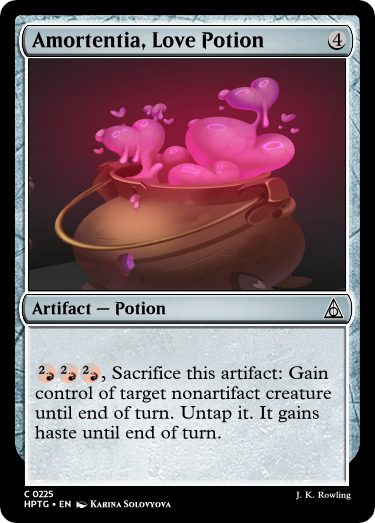 Amortentia, Love Potion 4
Artifact — Potion
2 2 2, Sacrifice this artifact: Gain
control of target nonartifact creature
until end of turn. Untap it. It gains
haste until end of turn.
C 0225 J. K. Rowling
HPTG • EN KARINA SOLOVYOVA